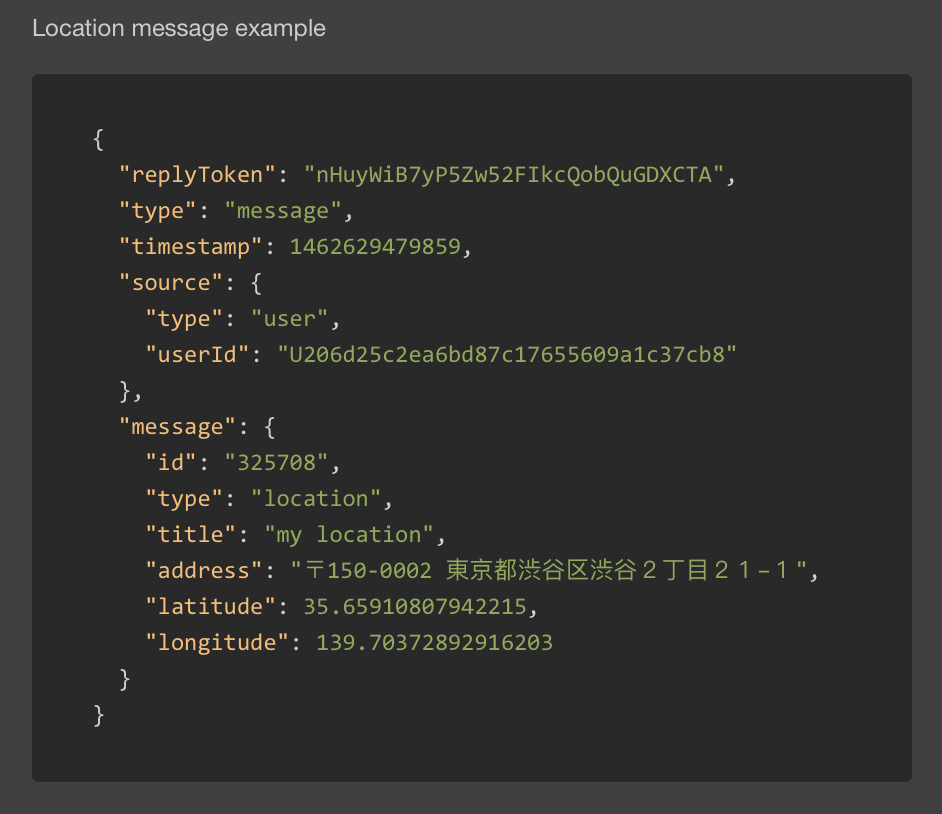 Location message example
{
  "replyToken": "nHuyWiB7yP5Zw52FIkcQobQuGDXCTA",
  "type": "message",
  "timestamp": 1462629479859,
  "source": {
    "type": "user",
    "userId": "U206d25c2ea6bd87c17655609a1c37cb8"
  },
  "message": {
    "id": "325708",
    "type": "location",
    "title": "my location",
    "address": "〒150-0002 東京都渋谷区渋谷２丁目２１−１",
    "latitude": 35.65910807942215,
    "longitude": 139.70372892916203
  }
}